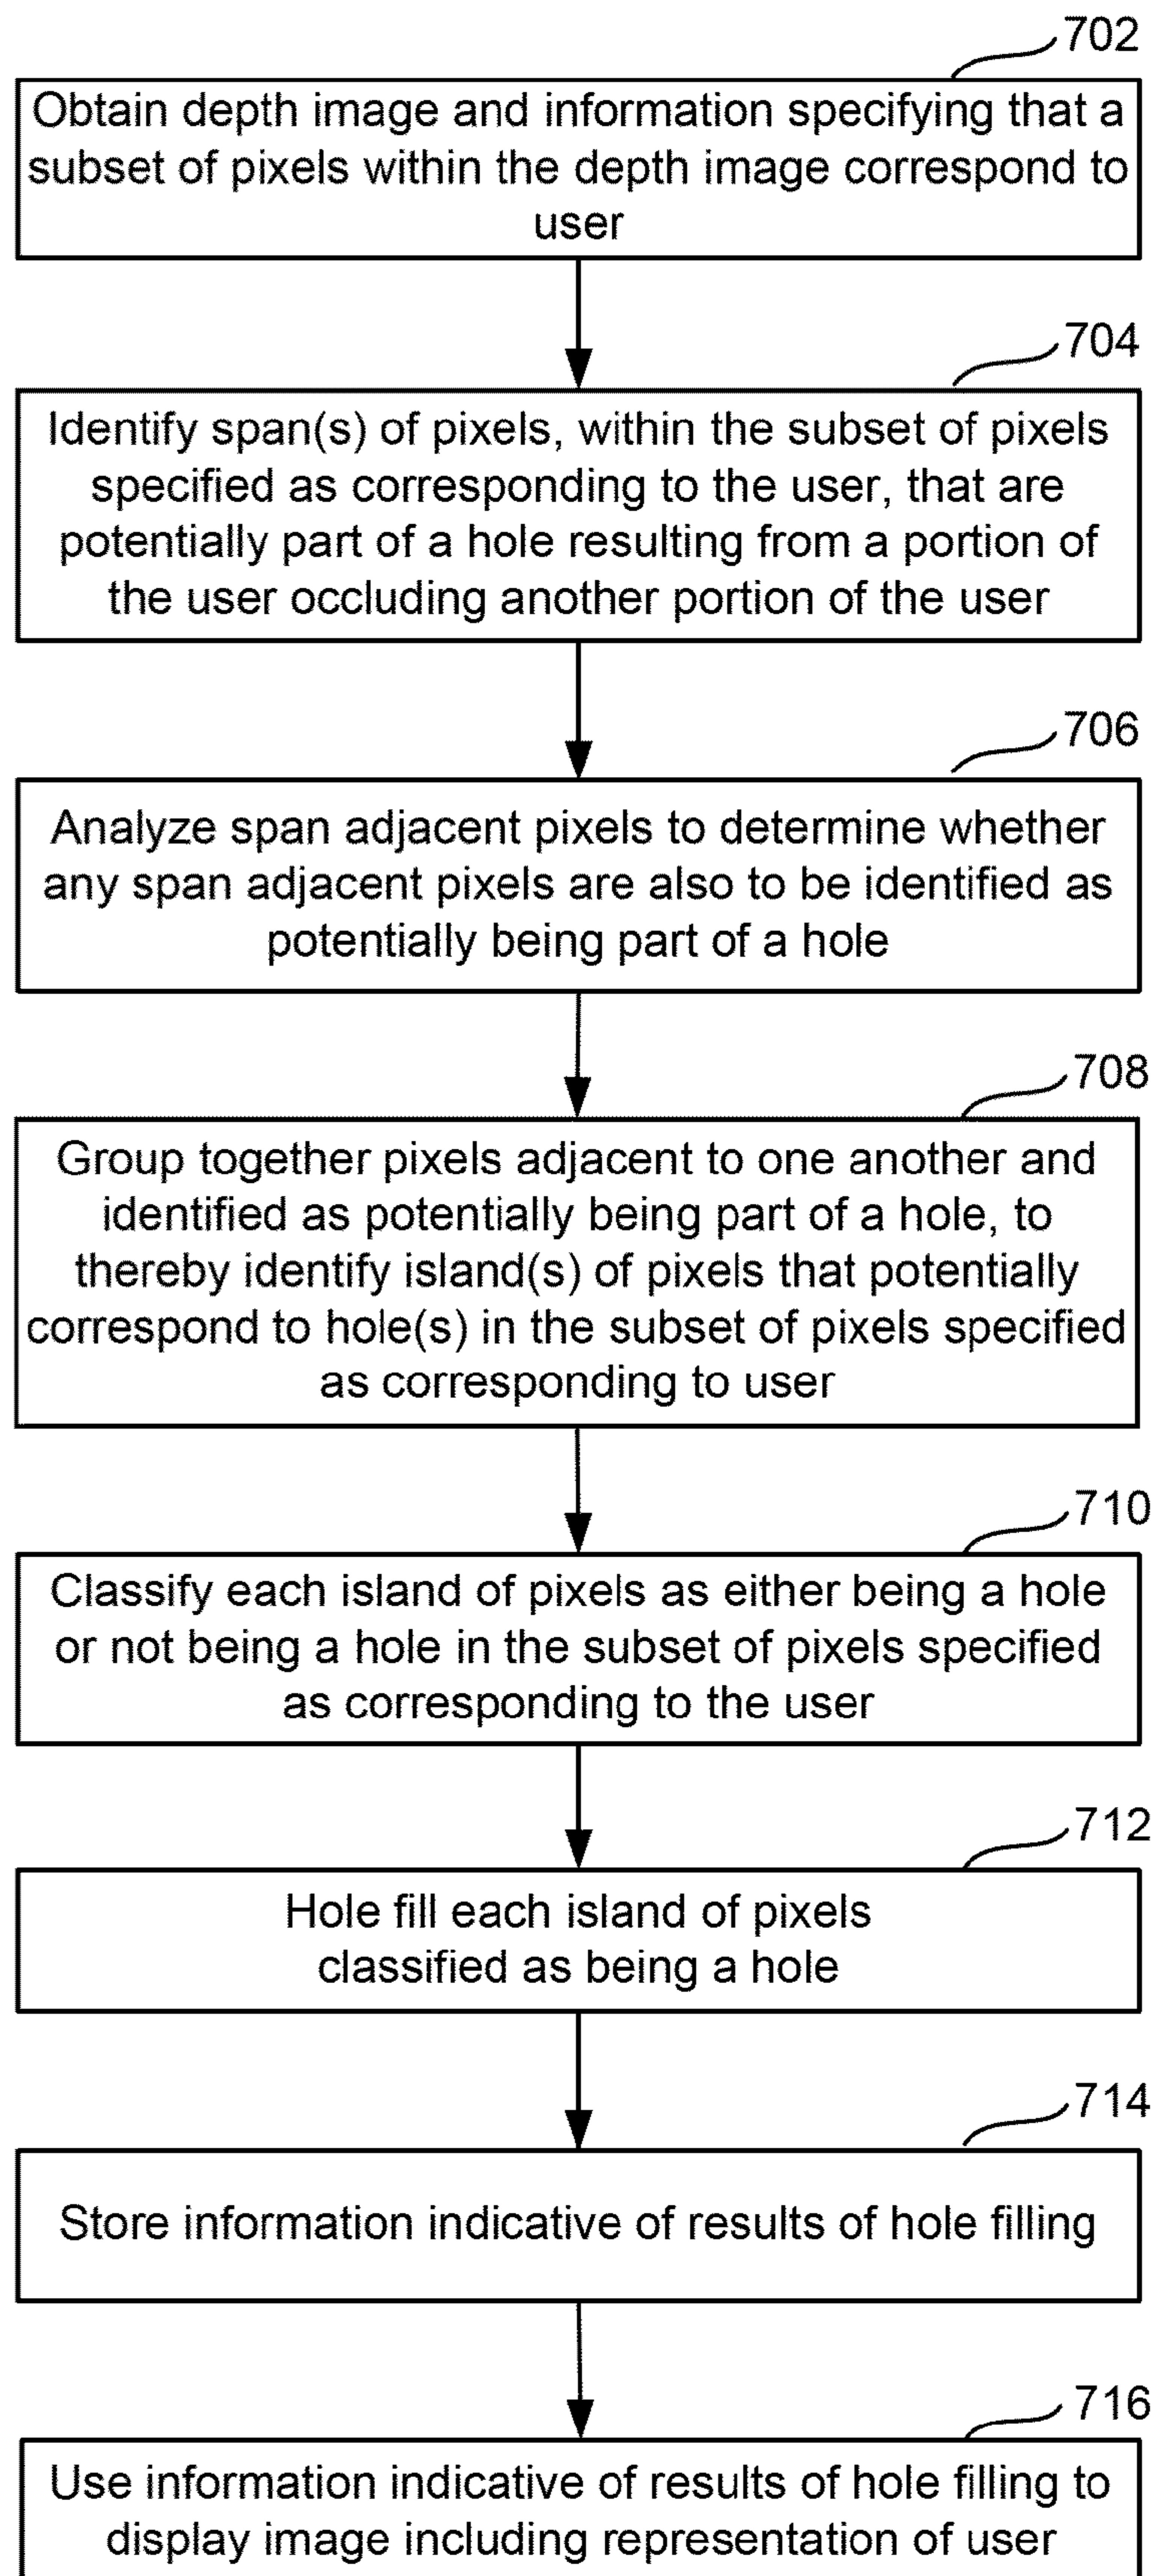 702
Obtain depth image and information specifying that a
subset of pixels within the depth image correspond to
user
704
Identify span(s) of pixels, within the subset of pixels
specified as corresponding to the user, that are
potentially part of a hole resulting from a portion of
the user occluding another portion of the user
706
Analyze span adjacent pixels to determine whether
any span adjacent pixels are also to be identified as
potentially being part of a hole
708
Group together pixels adjacent to one another and
identified as potentially being part of a hole, to
thereby identify island(s) of pixels that potentially
correspond to hole(s) in the subset of pixels specified
as corresponding to user
710
Classify each island of pixels as either being a hole
or not being a hole in the subset of pixels specified
as corresponding to the user
712
Hole fill each island of pixels
classified as being a hole
714
Store information indicative of results of hole filling
716
Use information indicative of results of hole filling to
display image including representation of user